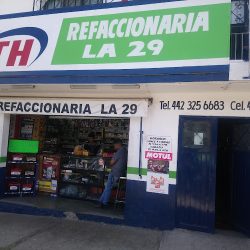 TH
REFACCIONARIA
LA 29
REFACCIONARIA LA 29
Tel. 442 325 6683 Cel.
MOTUL